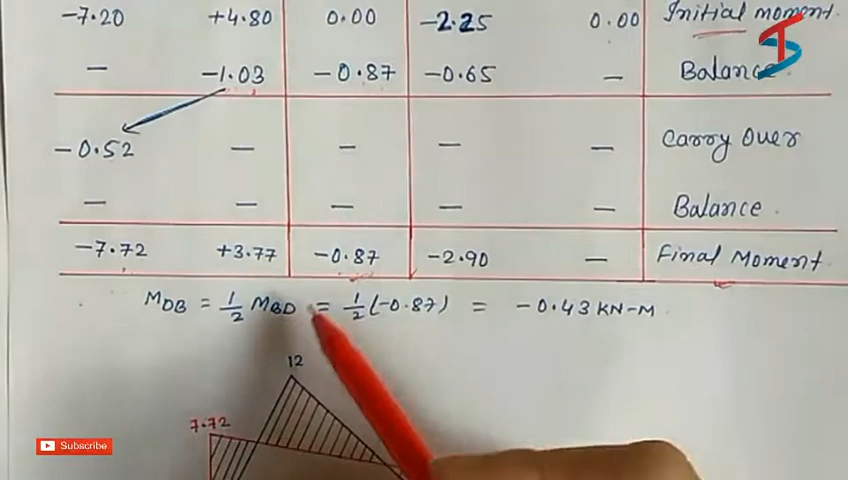 -7.20 +4.80 0.00 -2.25 0.00 Initial moment.
— -1.03 -0.87 -0.65 — Balance.
-0.52 — — — — Carry Over
— — — — — Balance.
-7.72 +3.77 -0.87 -2.90 — Final Moment
MDB = 1/2 MBD = 1/2 (-0.87) = -0.43 KN-M
12
7.72
Subscribe